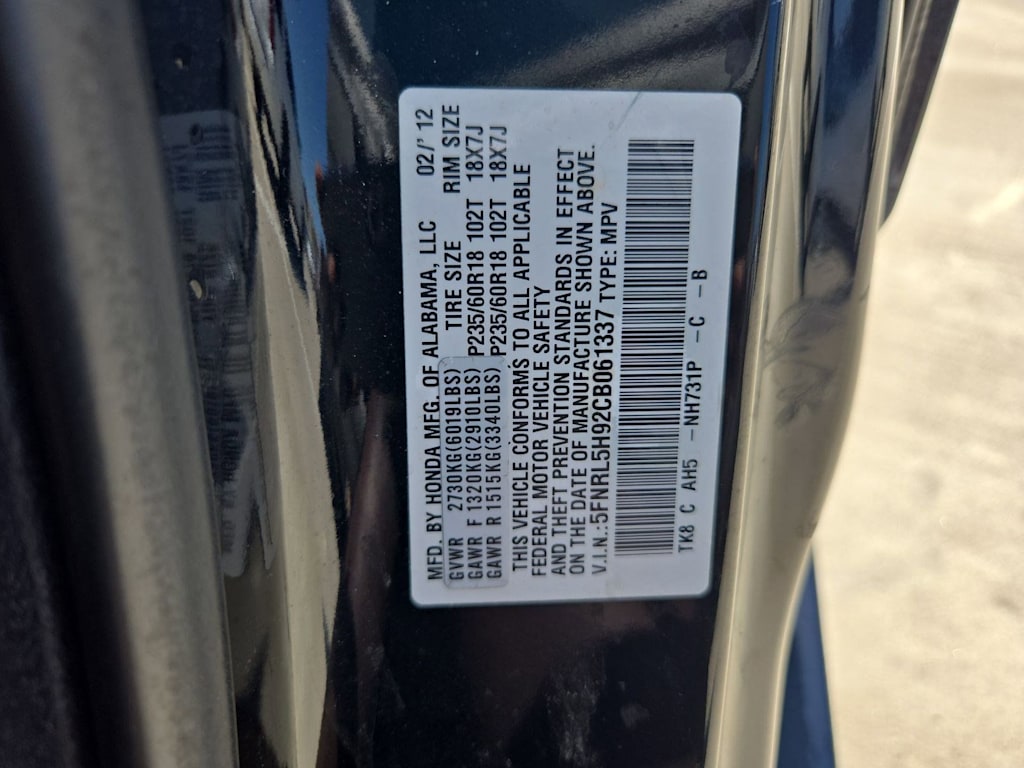 MFD. BY HONDA MFG. OF ALABAMA, LLC 02/'12
GVWR 2730KG(6019LBS) TIRE SIZE RIM SIZE
GAWR F 1320KG(2910LBS) P235/60R18 102T 18X7J
GAWR R 1515KG(3340LBS) P235/60R18 102T 18X7J
THIS VEHICLE CONFORMS TO ALL APPLICABLE
FEDERAL MOTOR VEHICLE SAFETY
AND THEFT PREVENTION STANDARDS IN EFFECT
ON THE DATE OF MANUFACTURE SHOWN ABOVE.
V.I.N.:5FNRL5H92CB061337 TYPE: MPV
TK8 C AH5 -NH731P -C -B